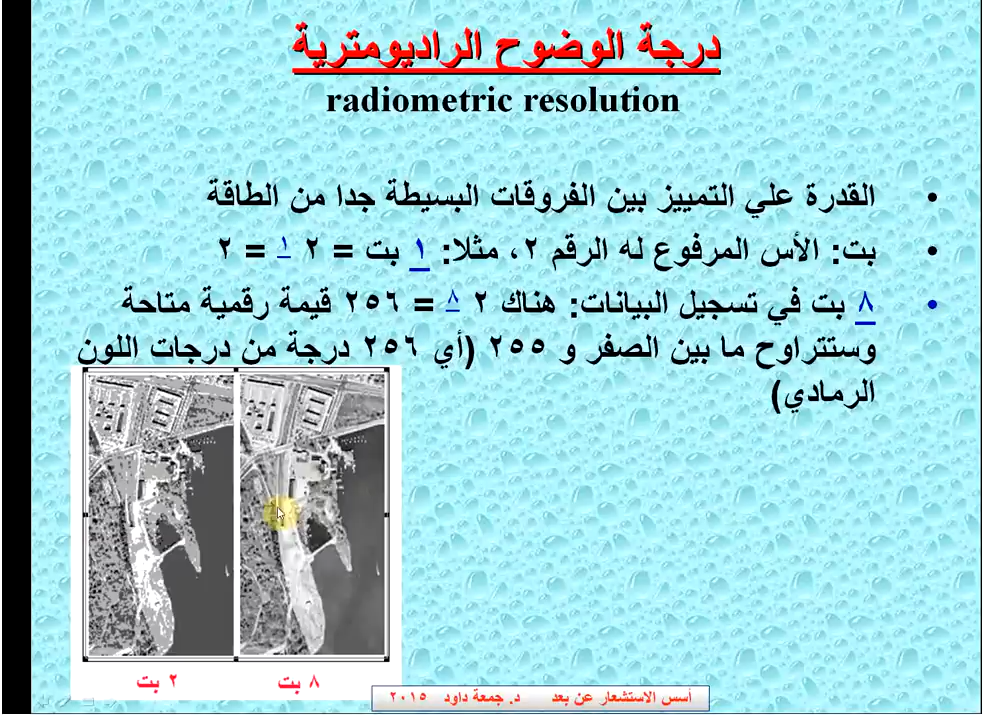 درجة الوضوح الراديومترية
radiometric resolution
• القدرة علي التمييز بين الفروقات البسيطة جدا من الطاقة
• بت: الأس المرفوع له الرقم ٢، مثلا: ١ بت = ٢ ١ = ٢
• ٨ بت في تسجيل البيانات: هناك ٢ ٨ = ٢٥٦ قيمة رقمية متاحة
وستتراوح ما بين الصفر و ٢٥٥ (أي ٢٥٦ درجة من درجات اللون
الرمادي)
٨ بت
٢ بت
أسس الاستشعار عن بعد د. جمعة داود ٢٠١٥